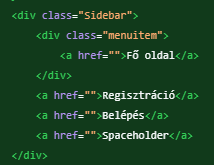 <div class="Sidebar">
<div class="menuitem">
<a href="">Fő oldal</a>
</div>
<a href="">Regisztráció</a>
<a href="">Belépés</a>
<a href="">Spaceholder</a>
</div>